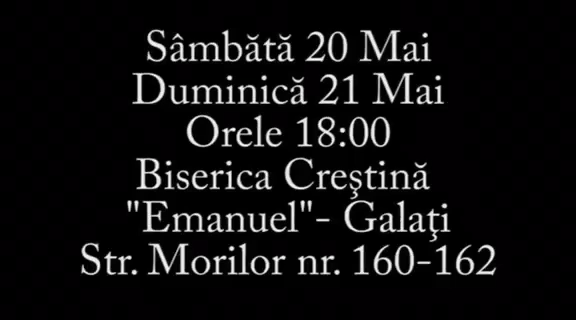 Sâmbătă 20 Mai
Duminică 21 Mai
Orele 18:00
Biserica Creştină
"Emanuel"- Galaţi
Str. Morilor nr. 160-162